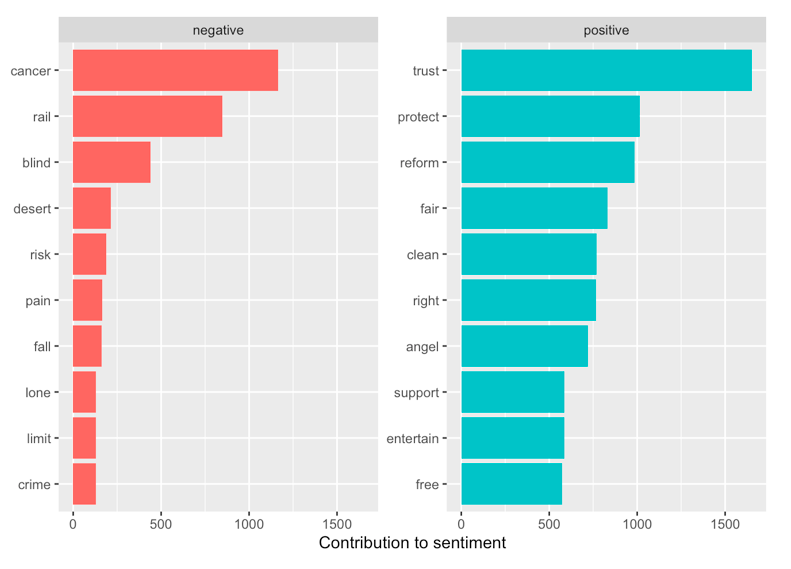 negative
cancer
rail
blind
desert
risk
pain
fall
lone
limit
crime
0 500 1000 1500
positive
trust
protect
reform
fair
clean
right
angel
support
entertain
free
0 500 1000 1500
Contribution to sentiment